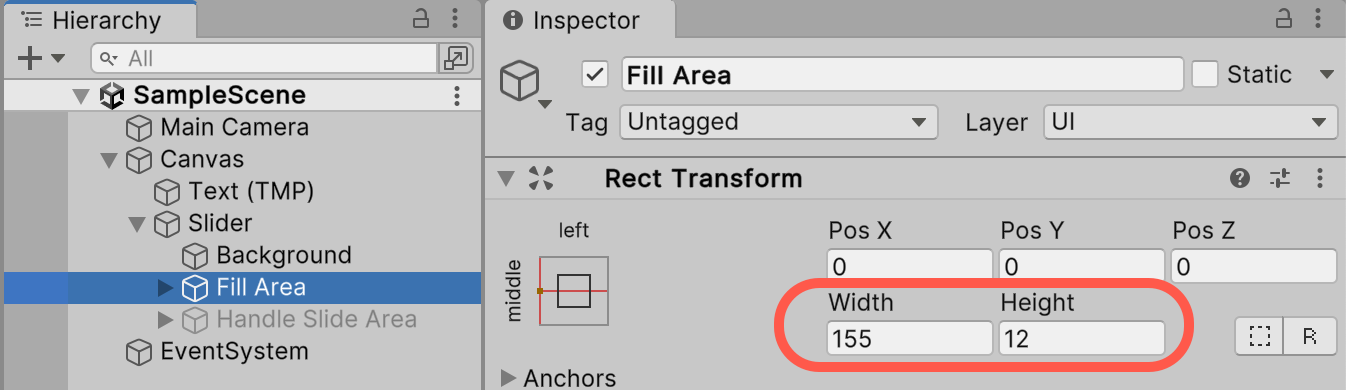 Hierarchy
All
SampleScene
Main Camera
Canvas
Text (TMP)
Slider
Background
Fill Area
Handle Slide Area
EventSystem
Inspector
Fill Area
Static
Tag Untagged Layer UI
Rect Transform
left
middle
Pos X Pos Y Pos Z
0 0 0
Width Height
155 12
R
Anchors